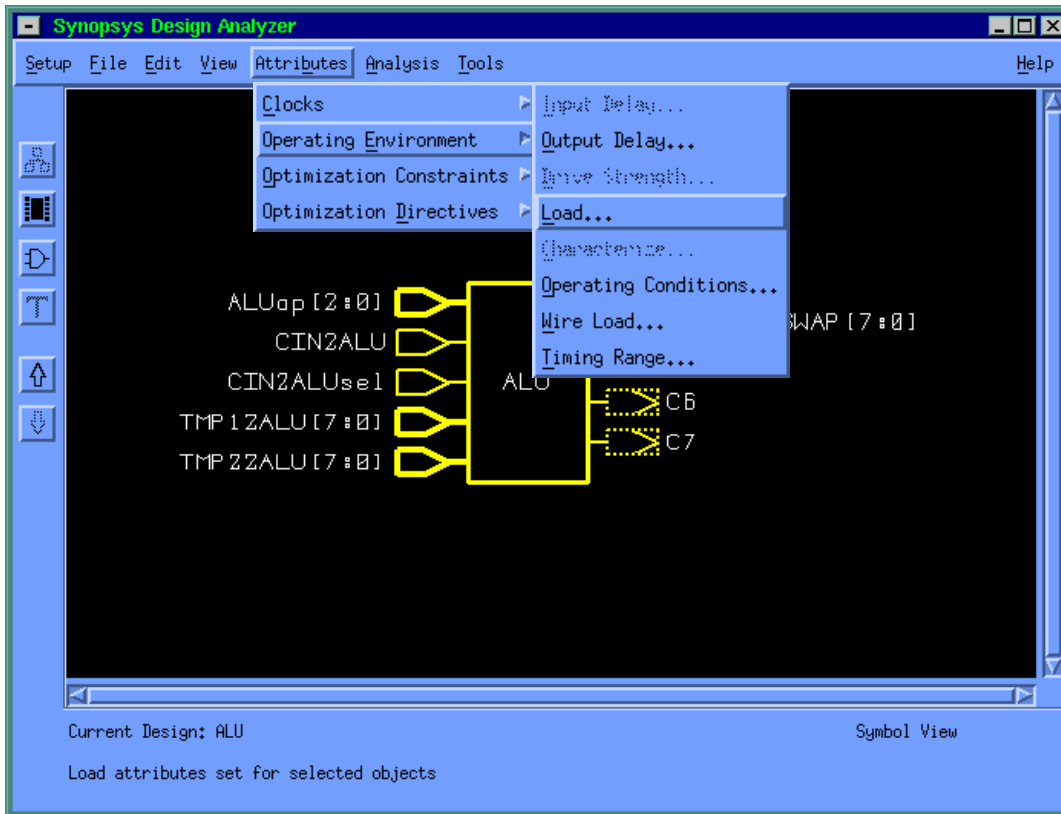 Synopsys Design Analyzer
Setup File Edit View Attributes Analysis Tools Help
Clocks
Operating Environment
Optimization Constraints
Optimization Directives
Input Delay...
Output Delay...
Drive Strength...
Load...
Characterize...
Operating Conditions...
Wire Load...
Timing Range...
ALUop[2:0]
CIN2ALU
CIN2ALUsel
TMP12ALU[7:0]
TMP22ALU[7:0]
ALU
SWAP[7:0]
C6
C7
Current Design: ALU
Symbol View
Load attributes set for selected objects